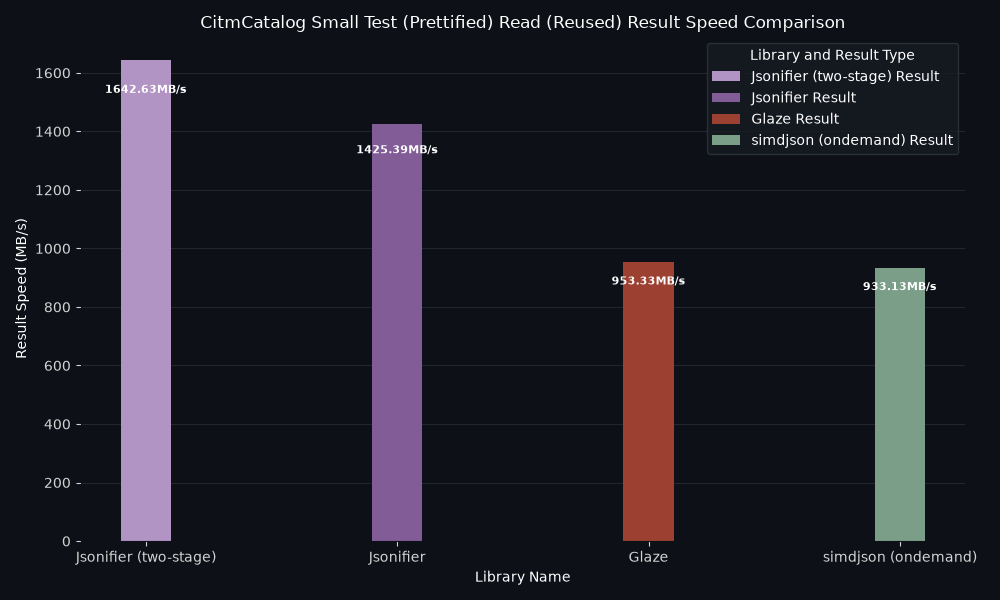 CitmCatalog Small Test (Prettified) Read (Reused) Result Speed Comparison
Library and Result Type
Jsonifier (two-stage) Result
Jsonifier Result
Glaze Result
simdjson (ondemand) Result
Result Speed (MB/s)
1600
1400
1200
1000
800
600
400
200
0
1642.63MB/s
1425.39MB/s
953.33MB/s
933.13MB/s
Jsonifier (two-stage)
Jsonifier
Glaze
simdjson (ondemand)
Library Name